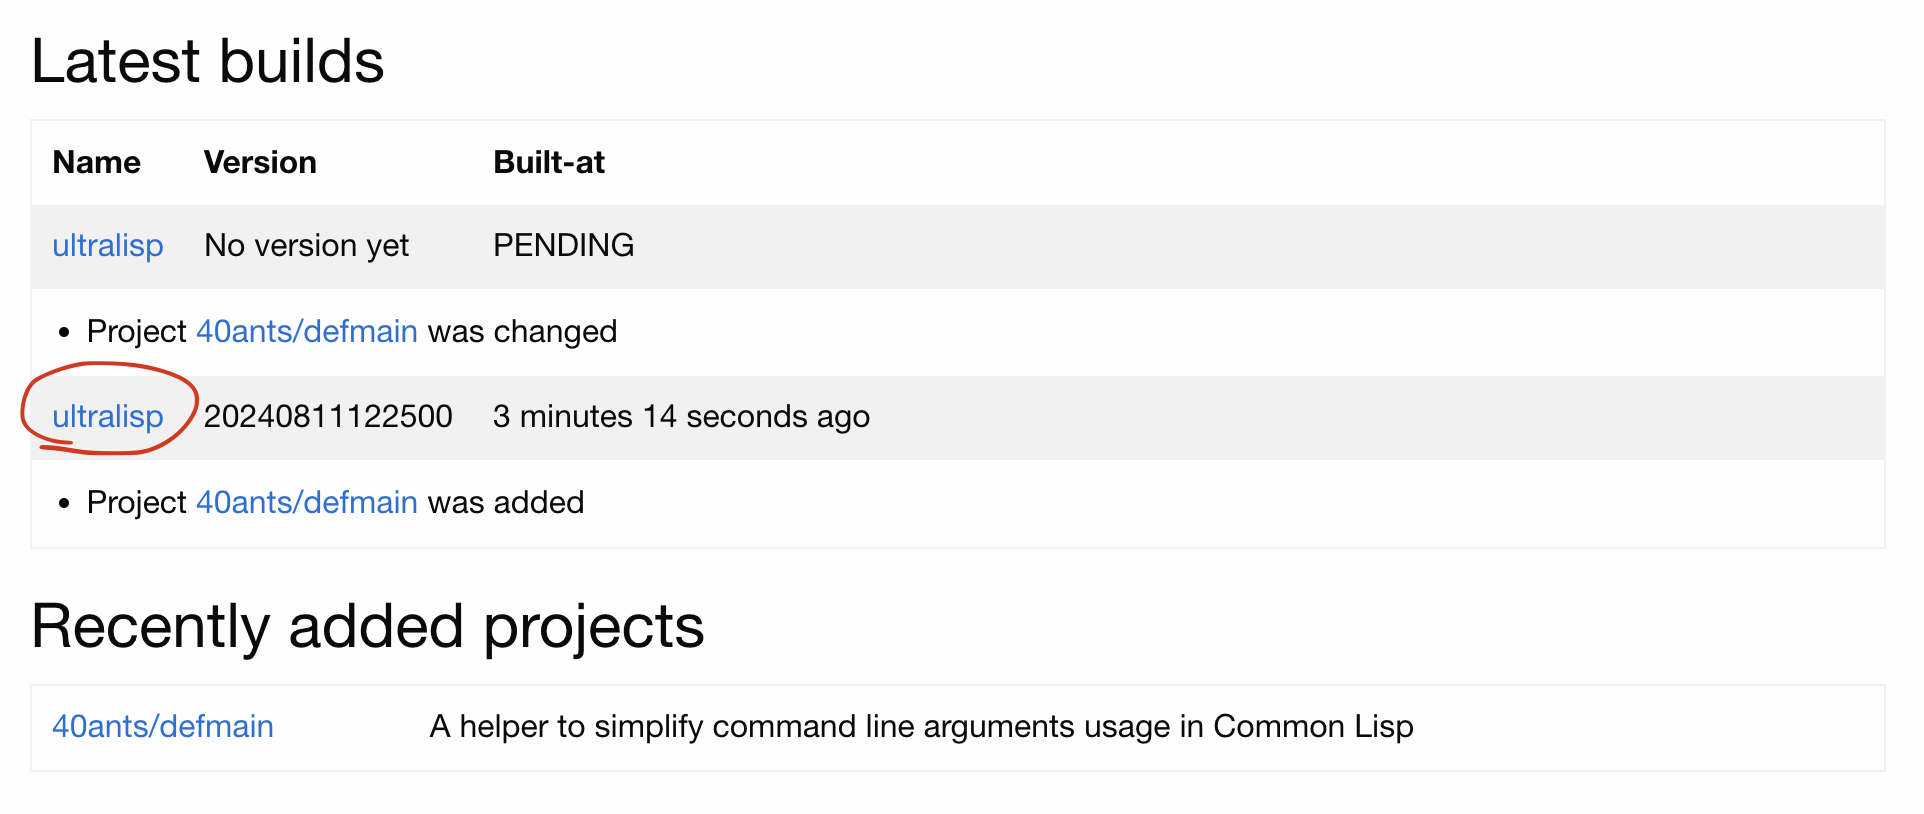 Latest builds
Name Version Built-at
ultralisp No version yet PENDING
• Project 40ants/defmain was changed
ultralisp 20240811122500 3 minutes 14 seconds ago
• Project 40ants/defmain was added
Recently added projects
40ants/defmain A helper to simplify command line arguments usage in Common Lisp